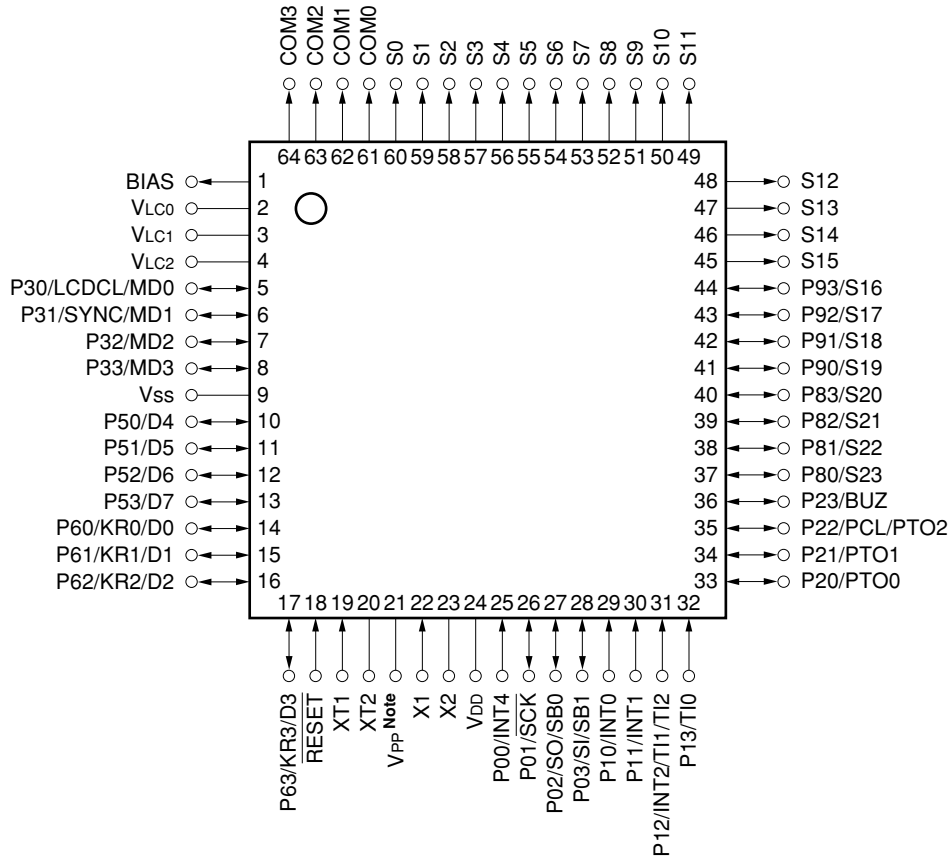 COM3
COM2
COM1
COM0
S0
S1
S2
S3
S4
S5
S6
S7
S8
S9
S10
S11
64 63 62 61 60 59 58 57 56 55 54 53 52 51 50 49
BIAS 1
VLC0 2
VLC1 3
VLC2 4
P30/LCDCL/MD0 5
P31/SYNC/MD1 6
P32/MD2 7
P33/MD3 8
VSS 9
P50/D4 10
P51/D5 11
P52/D6 12
P53/D7 13
P60/KR0/D0 14
P61/KR1/D1 15
P62/KR2/D2 16
48 S12
47 S13
46 S14
45 S15
44 P93/S16
43 P92/S17
42 P91/S18
41 P90/S19
40 P83/S20
39 P82/S21
38 P81/S22
37 P80/S23
36 P23/BUZ
35 P22/PCL/PTO2
34 P21/PTO1
33 P20/PTO0
17 18 19 20 21 22 23 24 25 26 27 28 29 30 31 32
P63/KR3/D3
RESET
XT1
XT2
VPP Note
X1
X2
VDD
P00/INT4
P01/SCK
P02/SO/SB0
P03/SI/SB1
P10/INT0
P11/INT1
P12/INT2/TI1/TI2
P13/TI0